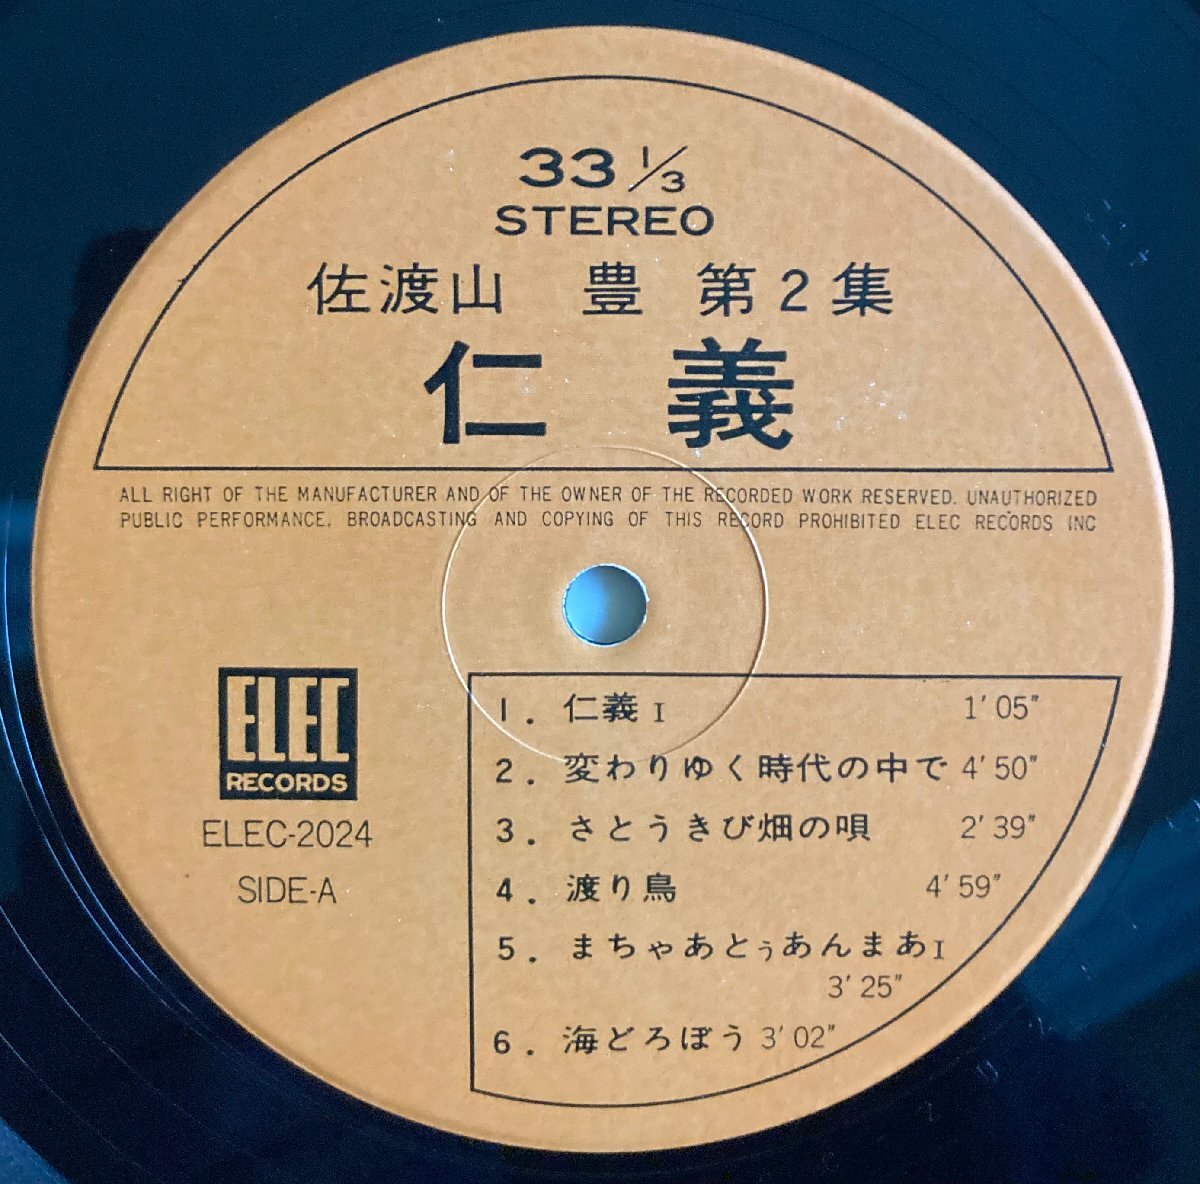 33 1/3
STEREO
佐渡山 豊 第2集
仁義
ALL RIGHT OF THE MANUFACTURER AND OF THE OWNER OF THE RECORDED WORK RESERVED. UNAUTHORIZED
PUBLIC PERFORMANCE. BROADCASTING AND COPYING OF THIS RECORD PROHIBITED ELEC RECORDS INC
ELEC
RECORDS
ELEC-2024
SIDE-A
1. 仁義I 1'05"
2. 変わりゆく時代の中で 4'50"
3. さとうきび畑の唄 2'39"
4. 渡り鳥 4'59"
5. まちゃあとぅあんまあI
3'25"
6. 海どろぼう 3'02"